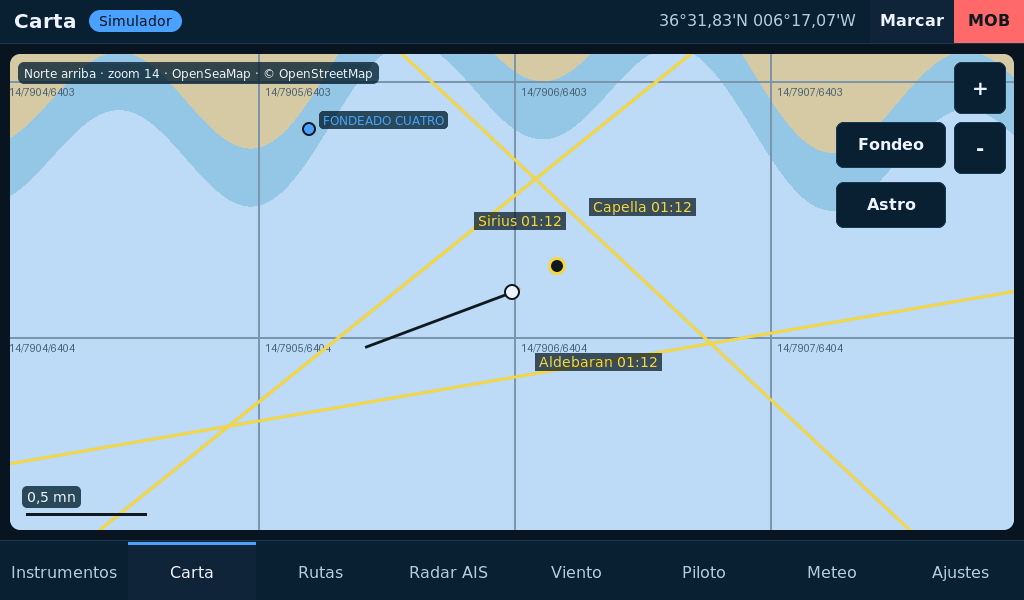 Carta Simulador 36°31,83'N 006°17,07'W Marcar MOB
Norte arriba · zoom 14 · OpenSeaMap · © OpenStreetMap
14/7904/6403 14/7905/6403 14/7906/6403 14/7907/6403
+
-
FONDEADO CUATRO
Fondeo
Astro
Capella 01:12
Sirius 01:12
14/7904/6404 14/7905/6404 14/7906/6404 14/7907/6404
Aldebaran 01:12
0,5 mn
Instrumentos Carta Rutas Radar AIS Viento Piloto Meteo Ajustes